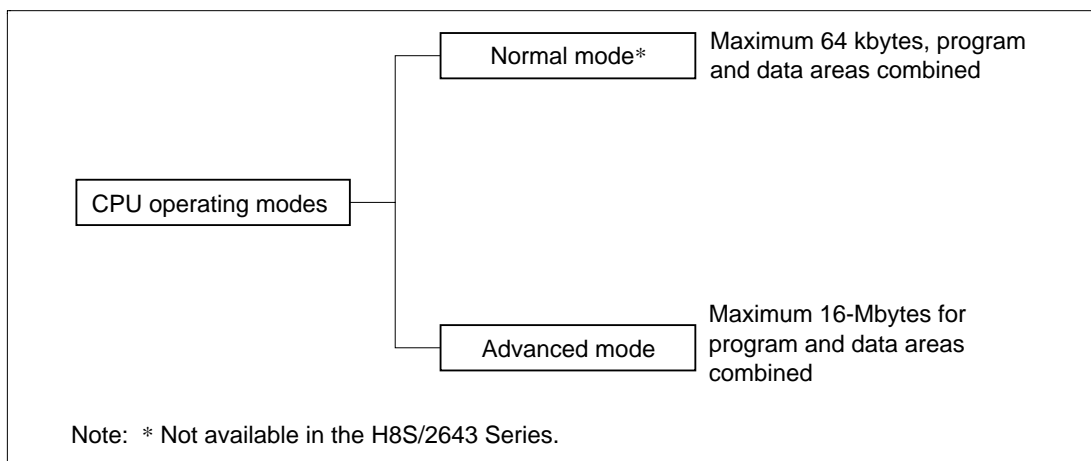 Normal mode*
Maximum 64 kbytes, program
and data areas combined
CPU operating modes
Advanced mode
Maximum 16-Mbytes for
program and data areas
combined
Note: * Not available in the H8S/2643 Series.